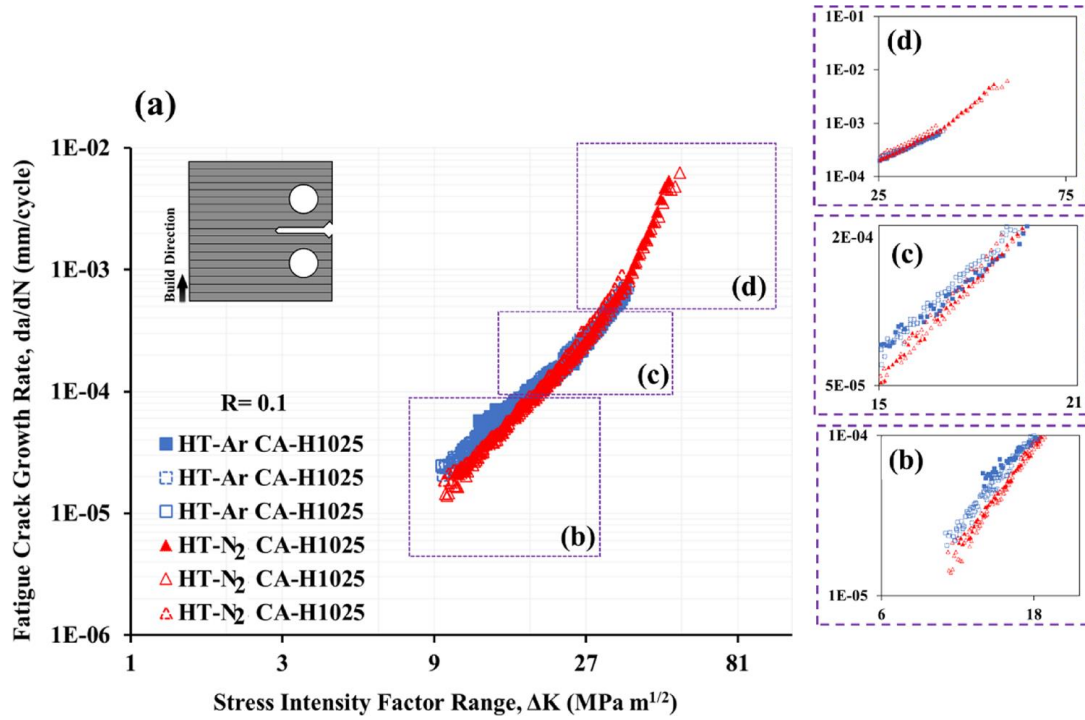 (a)
Fatigue Crack Growth Rate, da/dN (mm/cycle)
1E-02
1E-03
1E-04
1E-05
1E-06
Build Direction
(d)
(c)
(b)
R= 0.1
HT-Ar CA-H1025
HT-Ar CA-H1025
HT-Ar CA-H1025
HT-N₂ CA-H1025
HT-N₂ CA-H1025
HT-N₂ CA-H1025
1 3 9 27 81
Stress Intensity Factor Range, ΔK (MPa m¹/²)
(d)
1E-01
1E-02
1E-03
1E-04
25 75
(c)
2E-04
5E-05
15 21
(b)
1E-04
1E-05
6 18